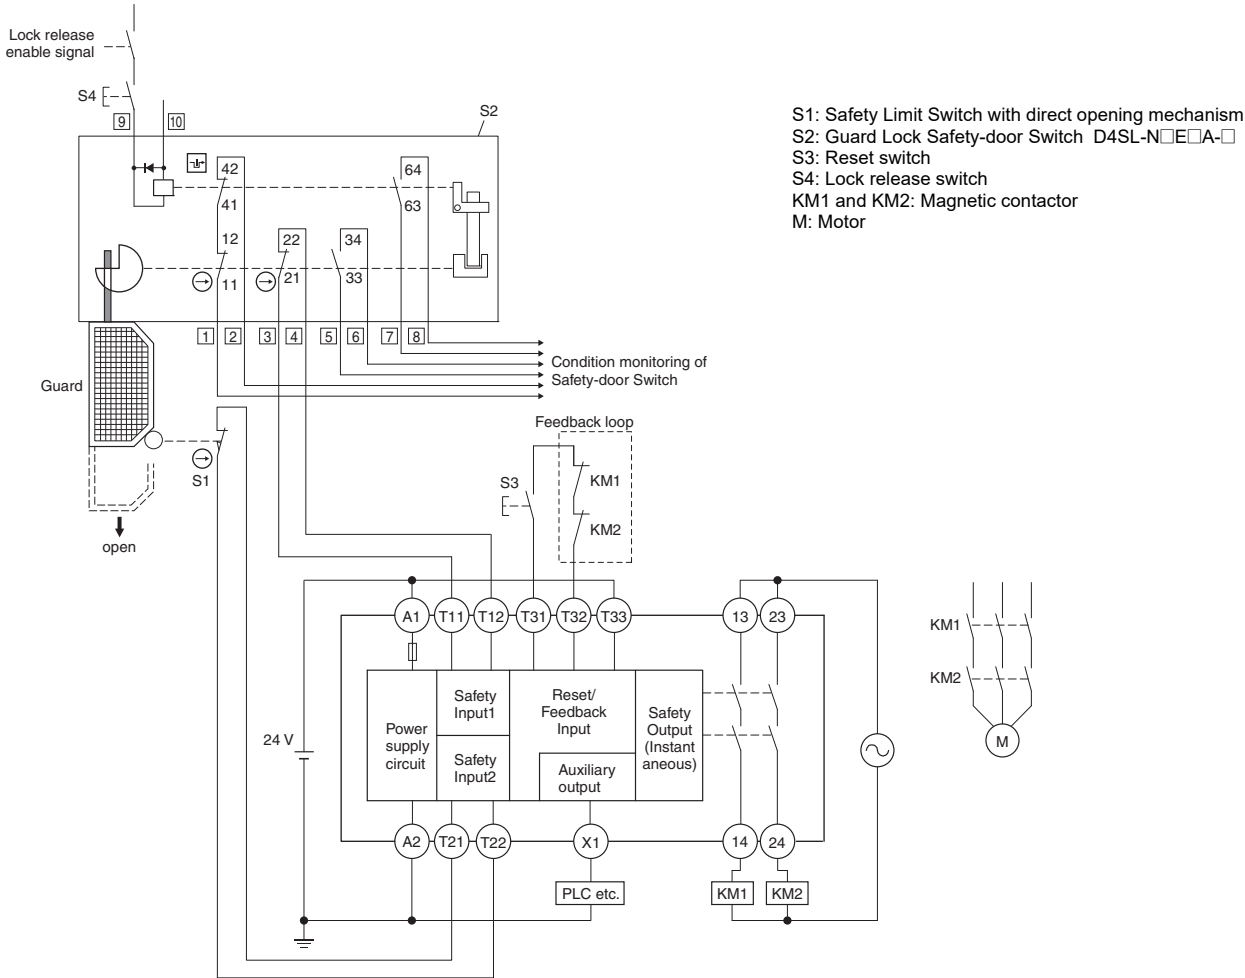 Lock release
enable signal
S4
9
10
S2
S1: Safety Limit Switch with direct opening mechanism
S2: Guard Lock Safety-door Switch D4SL-N□E□A-□
S3: Reset switch
S4: Lock release switch
KM1 and KM2: Magnetic contactor
M: Motor
42
64
41
63
12
22
34
11
21
33
1
2
3
4
5
6
7
8
Guard
Condition monitoring of
Safety-door Switch
Feedback loop
S1
S3
KM1
KM2
open
A1
T11
T12
T31
T32
T33
13
23
KM1
KM2
M
24 V
Power
supply
circuit
Safety
Input1
Safety
Input2
Reset/
Feedback
Input
Auxiliary
output
Safety
Output
(Instant
aneous)
A2
T21
T22
X1
14
24
PLC etc.
KM1
KM2